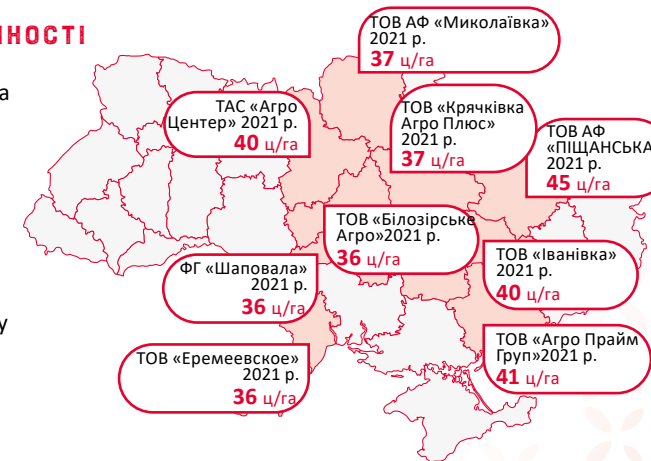 НОСТІ
а
у
ТОВ АФ «Миколаївка»
2021 р.
37 ц/га
ТАС «Агро
Центер» 2021 р.
40 ц/га
ТОВ «Крячківка
Агро Плюс»
2021 р.
37 ц/га
ТОВ АФ
«ПІЩАНСЬКА
2021 р.
45 ц/га
ТОВ «Білозірське
Агро»2021 р.
36 ц/га
ФГ «Шаповала»
2021 р.
36 ц/га
ТОВ «Іванівка»
2021 р.
40 ц/га
ТОВ «Еремеевское»
2021 р.
36 ц/га
ТОВ «Агро Прайм
Груп»2021 р.
41 ц/га